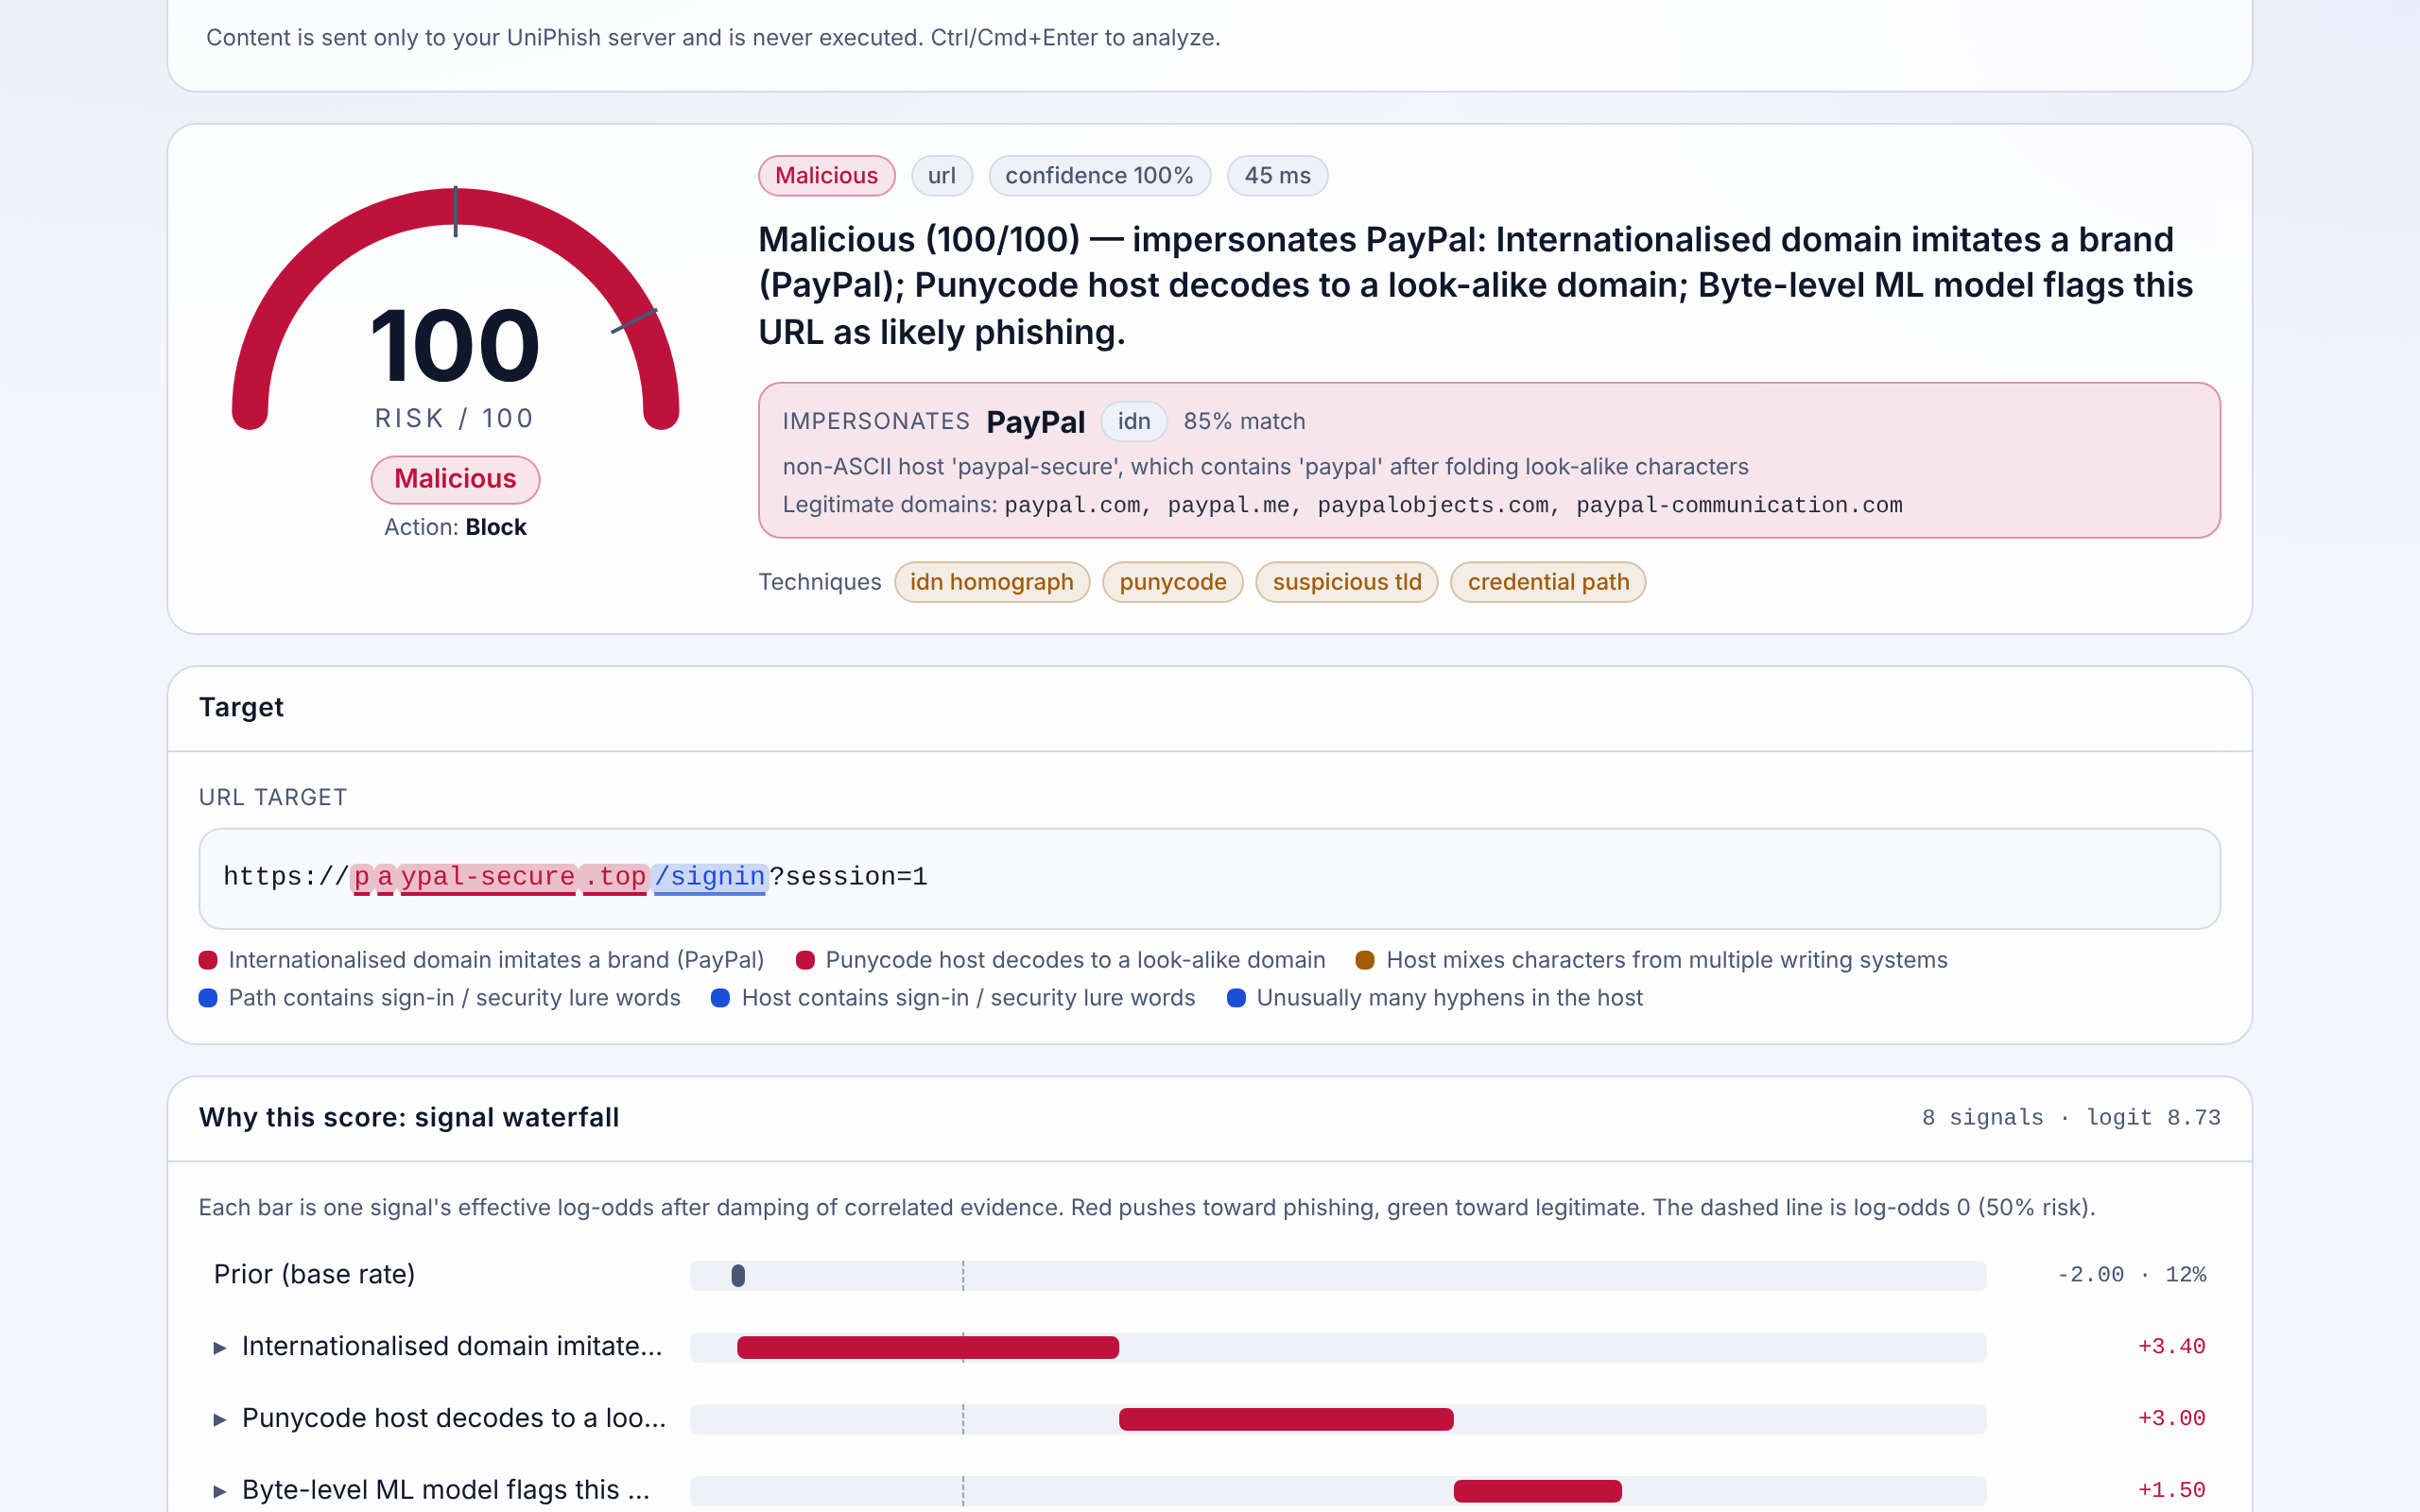 Content is sent only to your UniPhish server and is never executed. Ctrl/Cmd+Enter to analyze.
100
RISK / 100
Malicious
Action: Block
Malicious url confidence 100% 45 ms
Malicious (100/100) — impersonates PayPal: Internationalised domain imitates a brand
(PayPal); Punycode host decodes to a look-alike domain; Byte-level ML model flags this
URL as likely phishing.
IMPERSONATES PayPal idn 85% match
non-ASCII host 'paypal-secure', which contains 'paypal' after folding look-alike characters
Legitimate domains: paypal.com, paypal.me, paypalobjects.com, paypal-communication.com
Techniques idn homograph punycode suspicious tld credential path
Target
URL TARGET
https://paypal-secure.top/signin?session=1
Internationalised domain imitates a brand (PayPal) Punycode host decodes to a look-alike domain Host mixes characters from multiple writing systems
Path contains sign-in / security lure words Host contains sign-in / security lure words Unusually many hyphens in the host
Why this score: signal waterfall 8 signals · logit 8.73
Each bar is one signal's effective log-odds after damping of correlated evidence. Red pushes toward phishing, green toward legitimate. The dashed line is log-odds 0 (50% risk).
Prior (base rate) -2.00 · 12%
▶ Internationalised domain imitate... +3.40
▶ Punycode host decodes to a loo... +3.00
▶ Byte-level ML model flags this ... +1.50